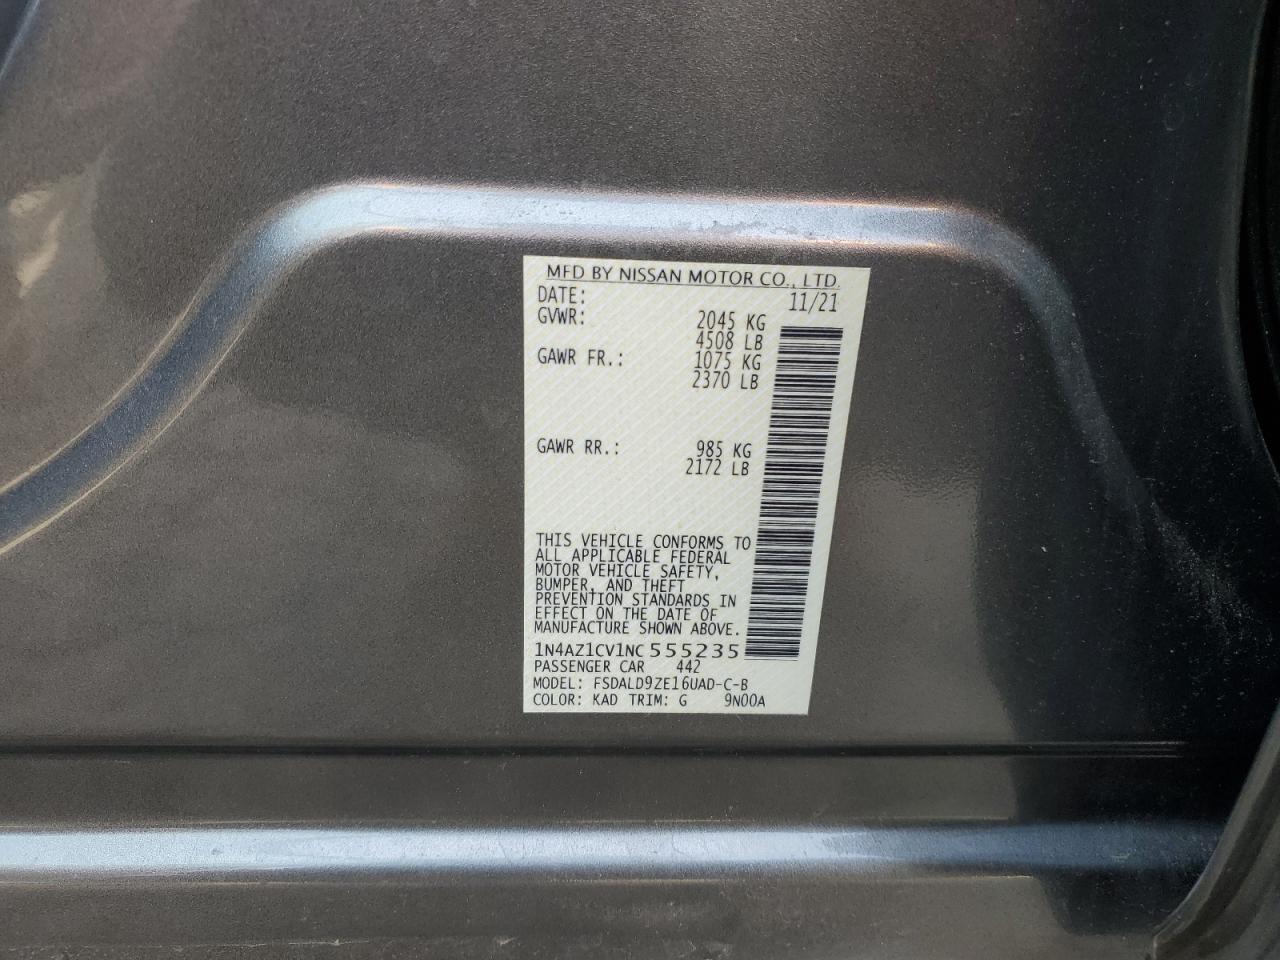 MFD BY NISSAN MOTOR CO., LTD.
DATE: 11/21
GVWR: 2045 KG
4508 LB
GAWR FR.: 1075 KG
2370 LB
GAWR RR.: 985 KG
2172 LB
THIS VEHICLE CONFORMS TO
ALL APPLICABLE FEDERAL
MOTOR VEHICLE SAFETY,
BUMPER, AND THEFT
PREVENTION STANDARDS IN
EFFECT ON THE DATE OF
MANUFACTURE SHOWN ABOVE.
1N4AZ1CV1NC555235
PASSENGER CAR 442
MODEL: FSDALD9ZE16UAD-C-B
COLOR: KAD TRIM: G 9N00A